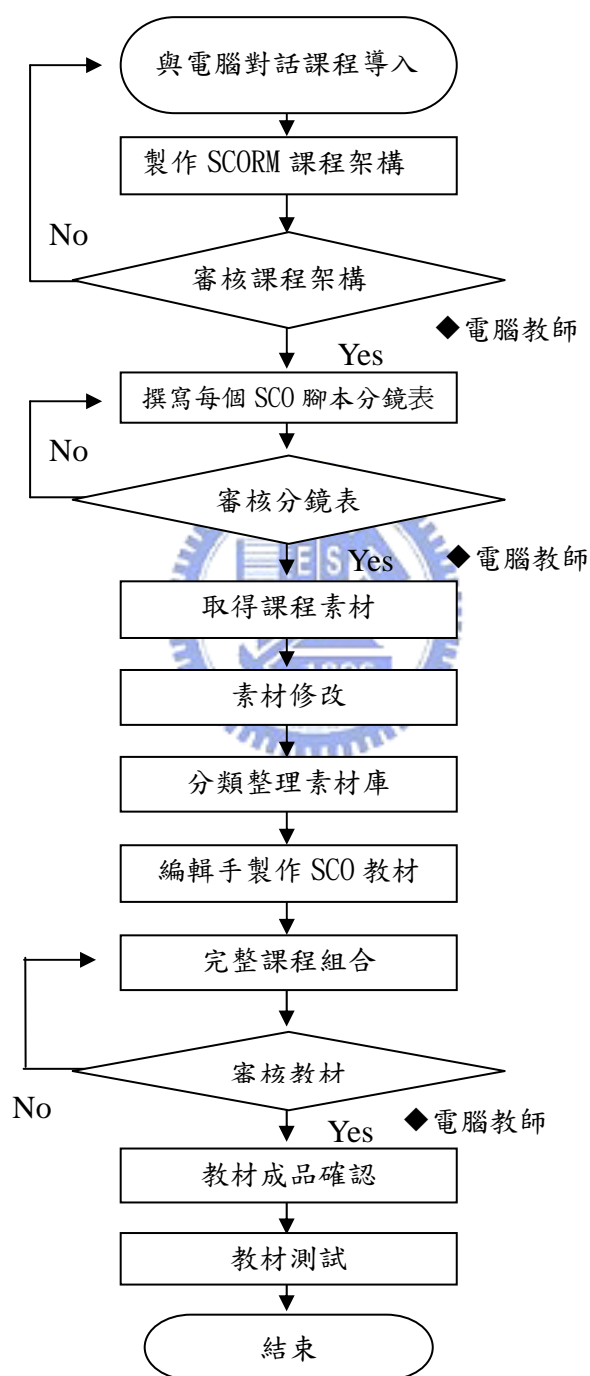 與電腦對話課程導入
製作 SCORM 課程架構
No
審核課程架構
◆電腦教師
Yes
撰寫每個 SCO 腳本分鏡表
No
審核分鏡表
Yes
◆電腦教師
取得課程素材
素材修改
分類整理素材庫
編輯手製作 SCO 教材
完整課程組合
審核教材
No
◆電腦教師
Yes
教材成品確認
教材測試
結束